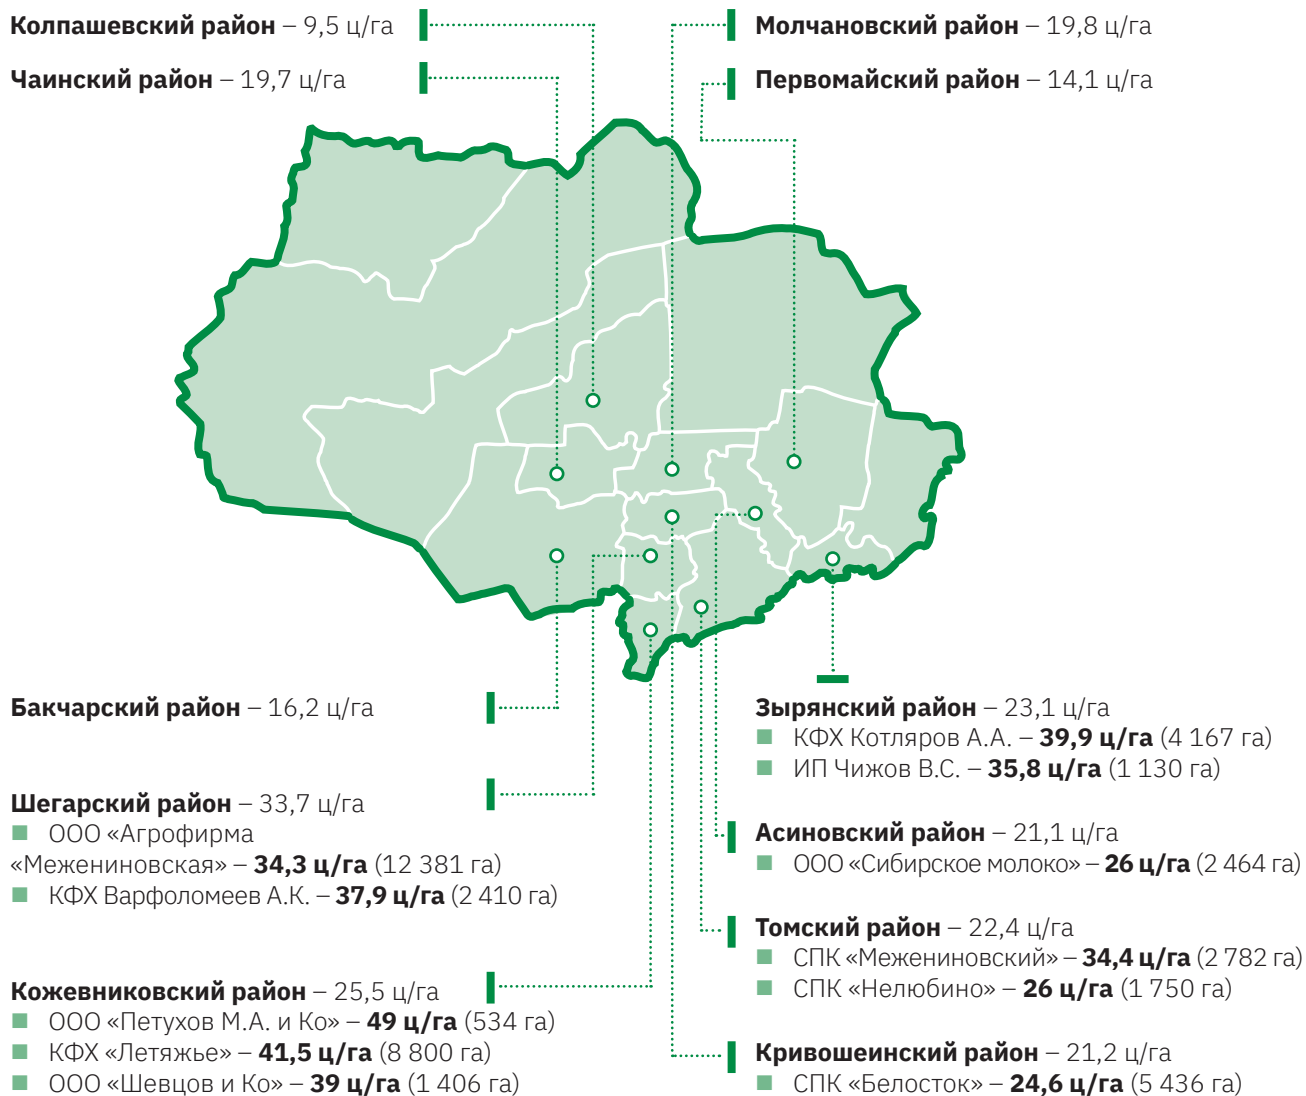 Колпашевский район – 9,5 ц/га
Чаинский район – 19,7 ц/га
Молчановский район – 19,8 ц/га
Первомайский район – 14,1 ц/га
Бакчарский район – 16,2 ц/га
Шегарский район – 33,7 ц/га
ООО «Агрофирма
«Межениновская» – 34,3 ц/га (12 381 га)
КФХ Варфоломеев А.К. – 37,9 ц/га (2 410 га)
Кожевниковский район – 25,5 ц/га
ООО «Петухов М.А. и Ко» – 49 ц/га (534 га)
КФХ «Летяжье» – 41,5 ц/га (8 800 га)
ООО «Шевцов и Ко» – 39 ц/га (1 406 га)
Зырянский район – 23,1 ц/га
КФХ Котляров А.А. – 39,9 ц/га (4 167 га)
ИП Чижов В.С. – 35,8 ц/га (1 130 га)
Асиновский район – 21,1 ц/га
ООО «Сибирское молоко» – 26 ц/га (2 464 га)
Томский район – 22,4 ц/га
СПК «Межениновский» – 34,4 ц/га (2 782 га)
СПК «Нелюбино» – 26 ц/га (1 750 га)
Кривошеинский район – 21,2 ц/га
СПК «Белосток» – 24,6 ц/га (5 436 га)